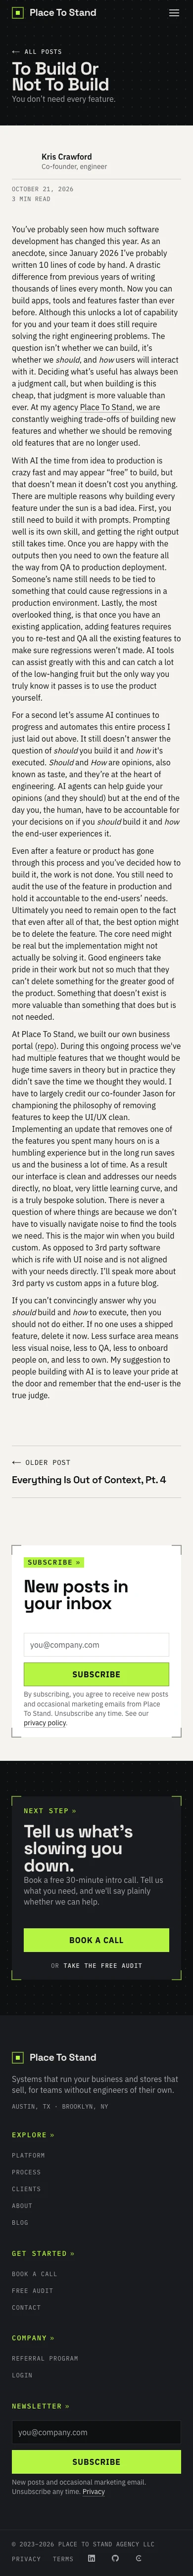 Place To Stand
⟵ ALL POSTS
To Build Or
Not To Build
You don't need every feature.
Kris Crawford
Co-founder, engineer
OCTOBER 21, 2026
3 MIN READ
You've probably seen how much software
development has changed this year. As an
anecdote, since January 2026 I've probably
written 10 lines of code by hand. A drastic
difference from previous years of writing
thousands of lines every month. Now you can
build apps, tools and features faster than ever
before. Although this unlocks a lot of capability
for you and your team it does still require
solving the right engineering problems. The
question isn't whether we can build, it's
whether we should, and how users will interact
with it. Deciding what's useful has always been
a judgment call, but when building is this
cheap, that judgment is more valuable than
ever. At my agency Place To Stand, we are
constantly weighing trade-offs of building new
features and whether we should be removing
old features that are no longer used.
With AI the time from idea to production is
crazy fast and may appear "free" to build, but
that doesn't mean it doesn't cost you anything.
There are multiple reasons why building every
feature under the sun is a bad idea. First, you
still need to build it with prompts. Prompting
well is its own skill, and getting the right output
still takes time. Once you are happy with the
outputs then you need to own the feature all
the way from QA to production deployment.
Someone's name still needs to be tied to
something that could cause regressions in a
production environment. Lastly, the most
overlooked thing, is that once you have an
existing product, adding features requires
you to re-test and QA all the existing features to
make sure regressions weren't made. AI tools
can assist greatly with this and get at a lot of
the low-hanging fruit but the only way you
truly know it passes is to use the product
yourself.
For a second let's assume AI continues to
progress and automates this entire process I
just laid out above. It still doesn't answer the
question of should you build it and how it's
executed. Should and How are opinions, also
known as taste, and they're at the heart of
engineering. AI agents can help guide your
opinions (and they should) but at the end of the
day you, the human, have to be accountable for
your decisions on if you should build it and how
the end-user experiences it.
Even after a feature or product has gone
through this process and you've decided how to
build it, the work is not done. You still need to
audit the use of the feature in production and
hold it accountable to the end-users' needs.
Ultimately you need to remain open to the fact
that even with all of that, the best option might
be to delete the feature. The core need might
be real but the implementation might not
actually be solving it. Good engineers take
pride in their work but not so much that they
can't delete something for the greater good of
the product. Something that doesn't exist is
more valuable than something that does but is
not needed.
At Place To Stand, we built our own business
portal (repo). During this ongoing process we've
had multiple features that we thought would be
huge time savers in theory but in practice they
didn't save the time we thought they would. I
have to largely credit our co-founder Jason for
championing the philosophy of removing
features to keep the UI/UX clean.
Implementing an update that removes one of
the features we spent many hours on is a
humbling experience but in the long run saves
us and the business a lot of time. As a result
our interface is clean and addresses our needs
directly, no bloat, very little learning curve, and
is a truly bespoke solution. There is never a
question of where things are because we don't
have to visually navigate noise to find the tools
we need. This is the major win when you build
custom. As opposed to 3rd party software
which is rife with UI noise and is not aligned
with your needs directly. I'll speak more about
3rd party vs custom apps in a future blog.
If you can't convincingly answer why you
should build and how to execute, then you
should not do either. If no one uses a shipped
feature, delete it now. Less surface area means
less visual noise, less to QA, less to onboard
people on, and less to own. My suggestion to
people building with AI is to leave your pride at
the door and remember that the end-user is the
true judge.
⟵ OLDER POST
Everything Is Out of Context, Pt. 4
SUBSCRIBE »
New posts in
your inbox
you@company.com
SUBSCRIBE
By subscribing, you agree to receive new posts
and occasional marketing emails from Place
To Stand. Unsubscribe any time. See our
privacy policy.
NEXT STEP »
Tell us what's
slowing you
down.
Book a free 30-minute intro call. Tell us
what you need, and we'll say plainly
whether we can help.
BOOK A CALL
OR TAKE THE FREE AUDIT
Place To Stand
Systems that run your business and stores that
sell, for teams without engineers of their own.
AUSTIN, TX · BROOKLYN, NY
EXPLORE »
PLATFORM
PROCESS
CLIENTS
ABOUT
BLOG
GET STARTED »
BOOK A CALL
FREE AUDIT
CONTACT
COMPANY »
REFERRAL PROGRAM
LOGIN
NEWSLETTER »
you@company.com
SUBSCRIBE
New posts and occasional marketing email.
Unsubscribe any time. Privacy
© 2023-2026 PLACE TO STAND AGENCY LLC
PRIVACY TERMS